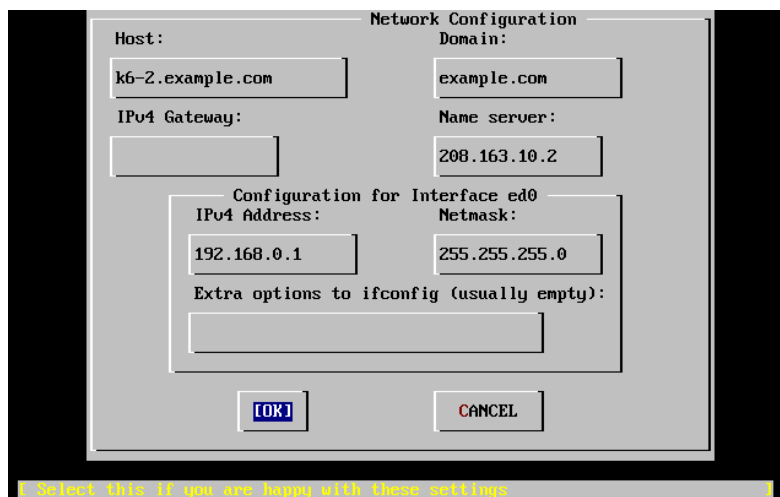 Network Configuration
Host: Domain:
k6-2.example.com example.com
IPv4 Gateway: Name server:
208.163.10.2
Configuration for Interface ed0
IPv4 Address: Netmask:
192.168.0.1 255.255.255.0
Extra options to ifconfig (usually empty):
[OK] CANCEL
[ Select this if you are happy with these settings ]